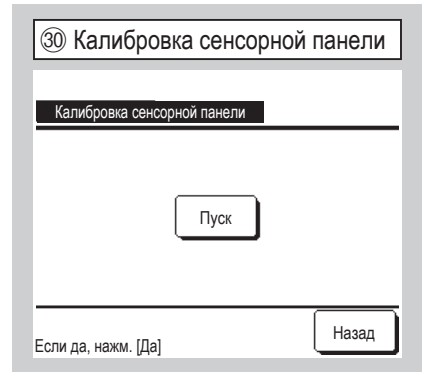 ㉚ Калибровка сенсорной панели
Калибровка сенсорной панели
Пуск
Назад
Если да, нажм. [Да]